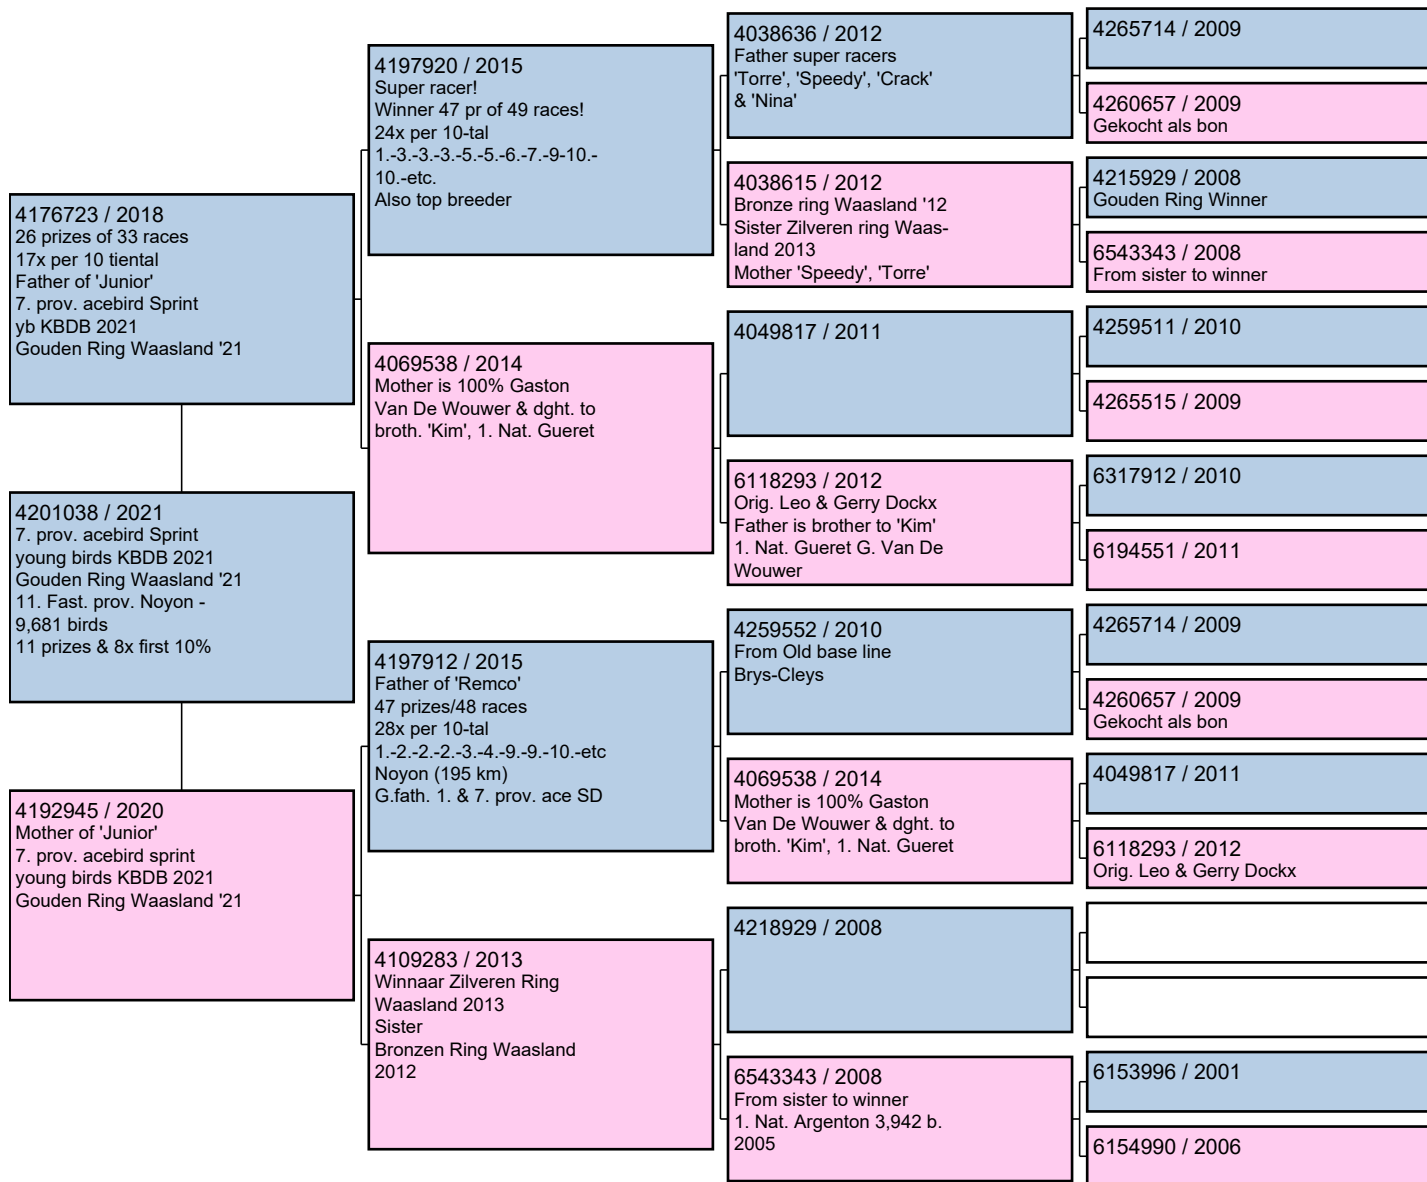 4176723 / 2018
26 prizes of 33 races
17x per 10 tiental
Father of 'Junior'
7. prov. acebird Sprint
yb KBDB 2021
Gouden Ring Waasland '21
4201038 / 2021
7. prov. acebird Sprint
young birds KBDB 2021
Gouden Ring Waasland '21
11. Fast. prov. Noyon -
9,681 birds
11 prizes & 8x first 10%
4192945 / 2020
Mother of 'Junior'
7. prov. acebird sprint
young birds KBDB 2021
Gouden Ring Waasland '21
4197920 / 2015
Super racer!
Winner 47 pr of 49 races!
24x per 10-tal
1.-3.-3.-3.-5.-5.-6.-7.-9-10.-
10.-etc.
Also top breeder
4069538 / 2014
Mother is 100% Gaston
Van De Wouwer & dght. to
broth. 'Kim', 1. Nat. Gueret
4197912 / 2015
Father of 'Remco'
47 prizes/48 races
28x per 10-tal
1.-2.-2.-2.-3.-4.-9.-9.-10.-etc
Noyon (195 km)
G.fath. 1. & 7. prov. ace SD
4109283 / 2013
Winnaar Zilveren Ring
Waasland 2013
Sister
Bronzen Ring Waasland
2012
4038636 / 2012
Father super racers
'Torre', 'Speedy', 'Crack'
& 'Nina'
4038615 / 2012
Bronze ring Waasland '12
Sister Zilveren ring Waas-
land 2013
Mother 'Speedy', 'Torre'
4049817 / 2011
6118293 / 2012
Orig. Leo & Gerry Dockx
Father is brother to 'Kim'
1. Nat. Gueret G. Van De
Wouwer
4259552 / 2010
From Old base line
Brys-Cleys
4069538 / 2014
Mother is 100% Gaston
Van De Wouwer & dght. to
broth. 'Kim', 1. Nat. Gueret
4218929 / 2008
6543343 / 2008
From sister to winner
1. Nat. Argenton 3,942 b.
2005
4265714 / 2009
4260657 / 2009
Gekocht als bon
4215929 / 2008
Gouden Ring Winner
6543343 / 2008
From sister to winner
4259511 / 2010
4265515 / 2009
6317912 / 2010
6194551 / 2011
4265714 / 2009
4260657 / 2009
Gekocht als bon
4049817 / 2011
6118293 / 2012
Orig. Leo & Gerry Dockx
6153996 / 2001
6154990 / 2006